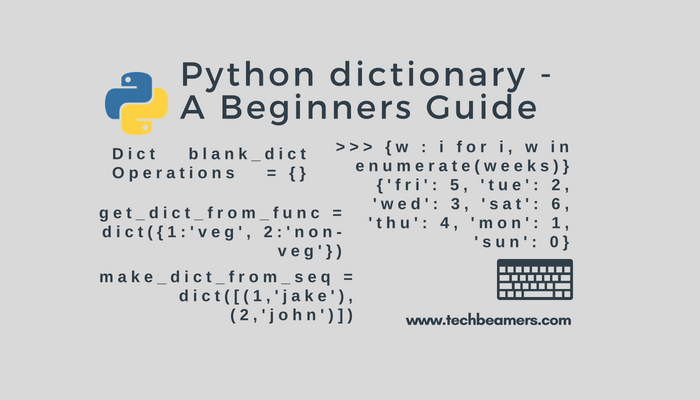 Python dictionary -
A Beginners Guide
Dict blank_dict
Operations = {}
get_dict_from_func =
dict({1:'veg', 2:'non-
veg'})
make_dict_from_seq =
dict([(1,'jake'),
(2,'john')])
>>> {w : i for i, w in
enumerate(weeks)}
{'fri': 5, 'tue': 2,
'wed': 3, 'sat': 6,
'thu': 4, 'mon': 1,
'sun': 0}
www.techbeamers.com